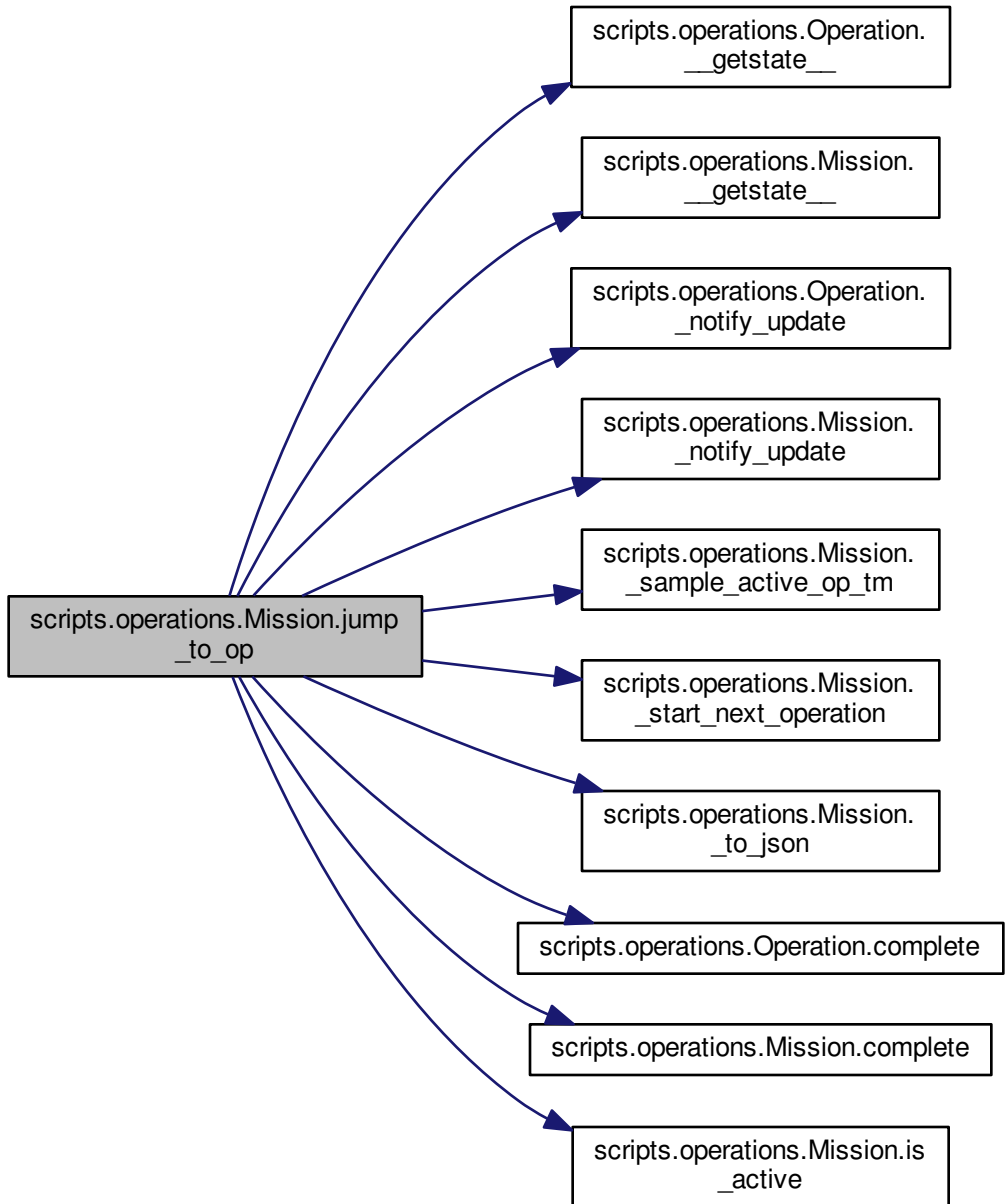 scripts.operations.Operation.
__getstate__
scripts.operations.Mission.
__getstate__
scripts.operations.Operation.
_notify_update
scripts.operations.Mission.
_notify_update
scripts.operations.Mission.
_sample_active_op_tm
scripts.operations.Mission.jump
_to_op
scripts.operations.Mission.
_start_next_operation
scripts.operations.Mission.
_to_json
scripts.operations.Operation.complete
scripts.operations.Mission.complete
scripts.operations.Mission.is
_active